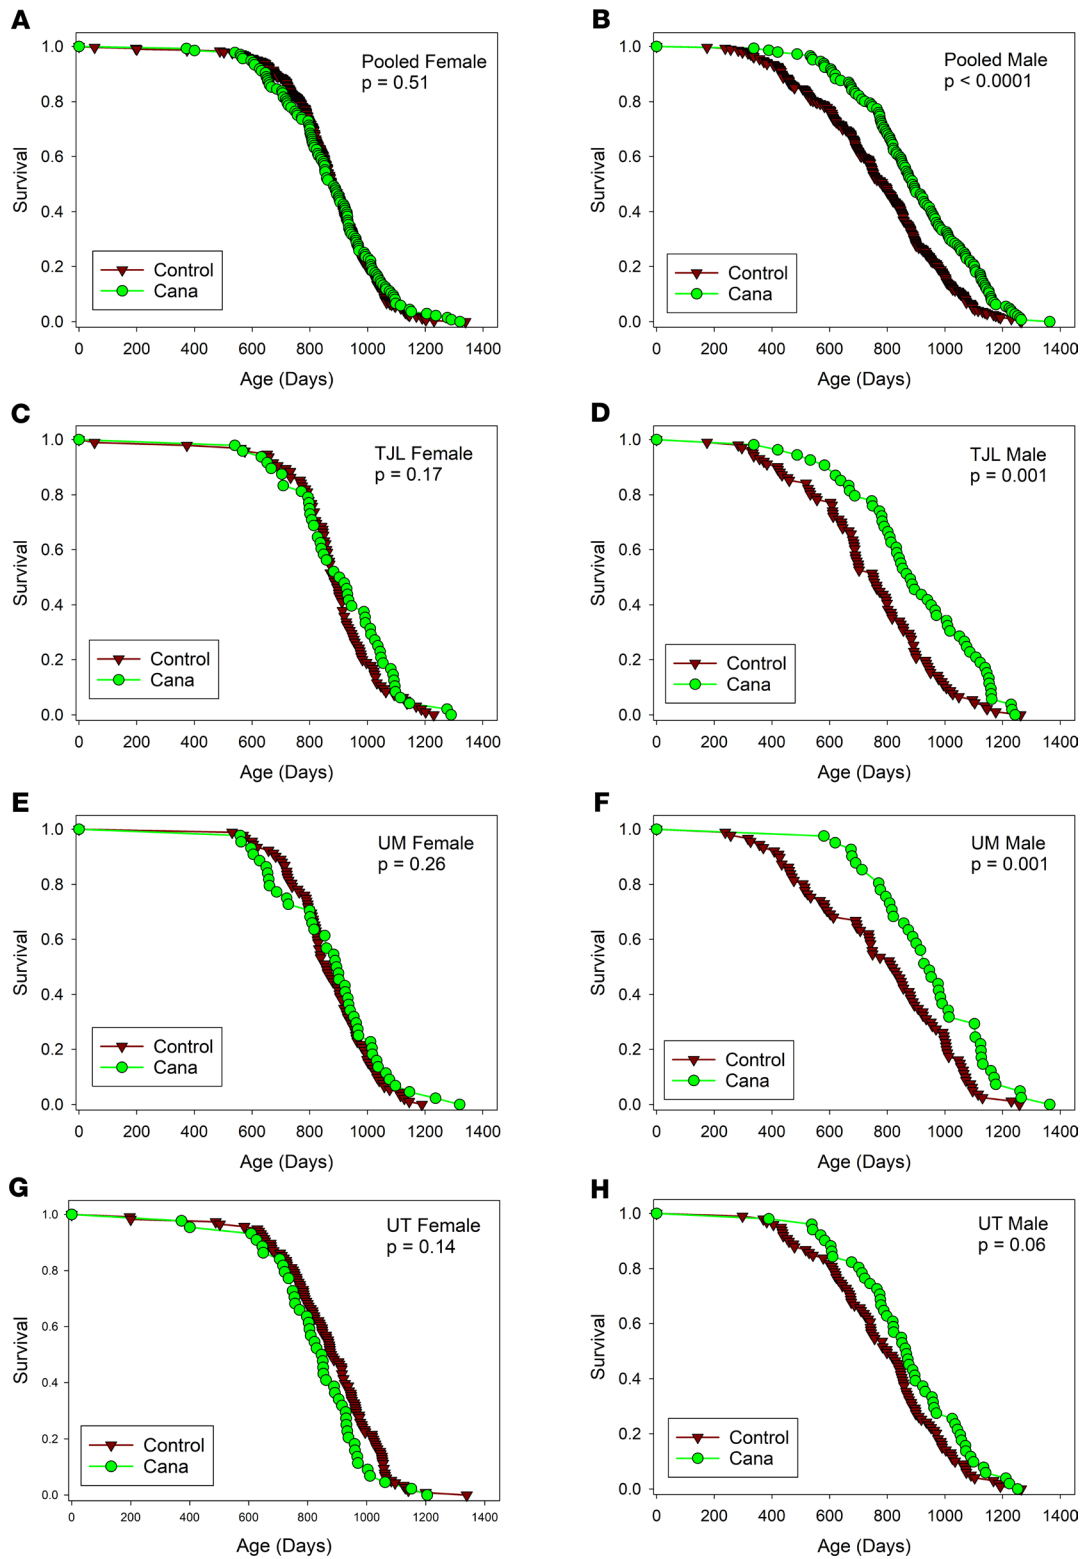 A
Pooled Female
p = 0.51
Survival
1.0
0.8
0.6
0.4
0.2
0.0
Control
Cana
0 200 400 600 800 1000 1200 1400
Age (Days)
B
Pooled Male
p < 0.0001
Survival
1.0
0.8
0.6
0.4
0.2
0.0
Control
Cana
0 200 400 600 800 1000 1200 1400
Age (Days)
C
TJL Female
p = 0.17
Survival
1.0
0.8
0.6
0.4
0.2
0.0
Control
Cana
0 200 400 600 800 1000 1200 1400
Age (Days)
D
TJL Male
p = 0.001
Survival
1.0
0.8
0.6
0.4
0.2
0.0
Control
Cana
0 200 400 600 800 1000 1200 1400
Age (Days)
E
UM Female
p = 0.26
Survival
1.0
0.8
0.6
0.4
0.2
0.0
Control
Cana
0 200 400 600 800 1000 1200 1400
Age (Days)
F
UM Male
p = 0.001
Survival
1.0
0.8
0.6
0.4
0.2
0.0
Control
Cana
0 200 400 600 800 1000 1200 1400
Age (Days)
G
UT Female
p = 0.14
Survival
1.0
0.8
0.6
0.4
0.2
0.0
Control
Cana
0 200 400 600 800 1000 1200 1400
Age (Days)
H
UT Male
p = 0.06
Survival
1.0
0.8
0.6
0.4
0.2
0.0
Control
Cana
0 200 400 600 800 1000 1200 1400
Age (Days)